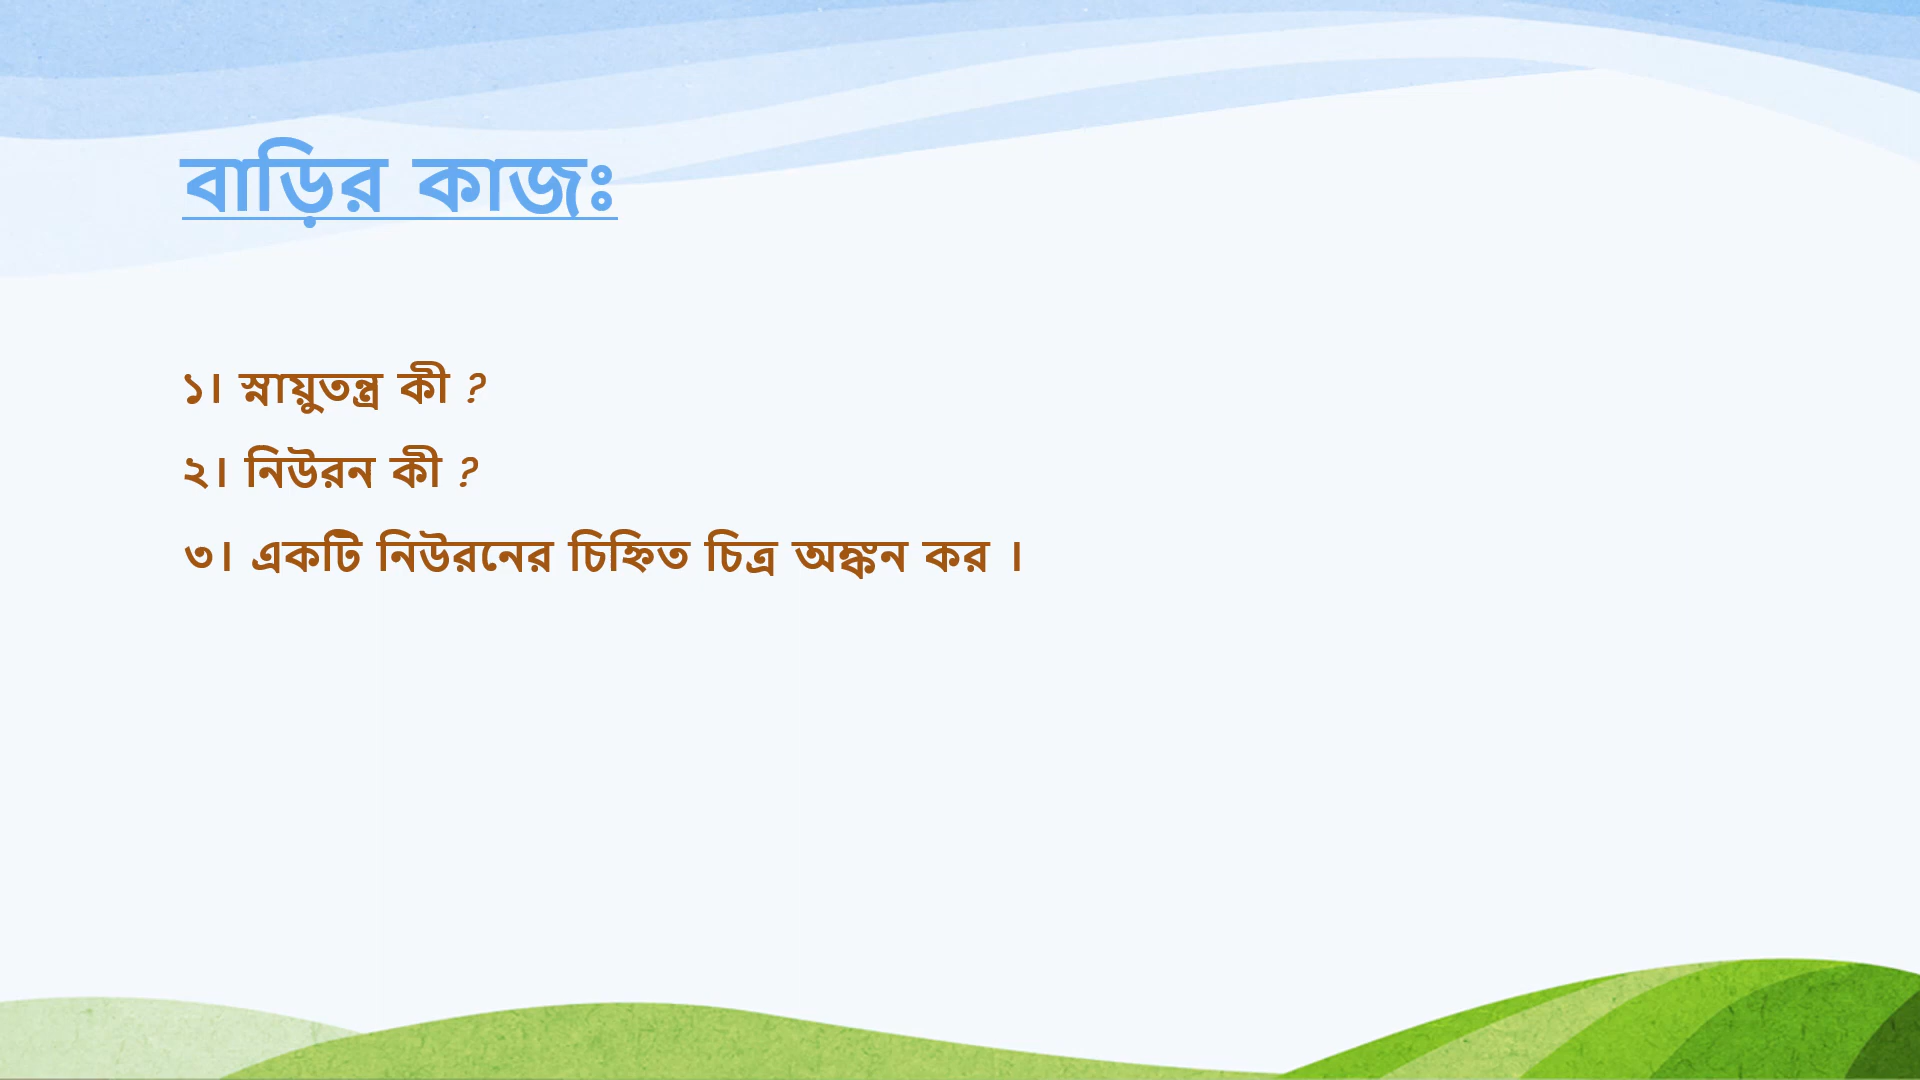 বাড়ির কাজঃ
১। স্নায়ুতন্ত্র কী ?
২। নিউরন কী ?
৩। একটি নিউরনের চিহ্নিত চিত্র অঙ্কন কর ।